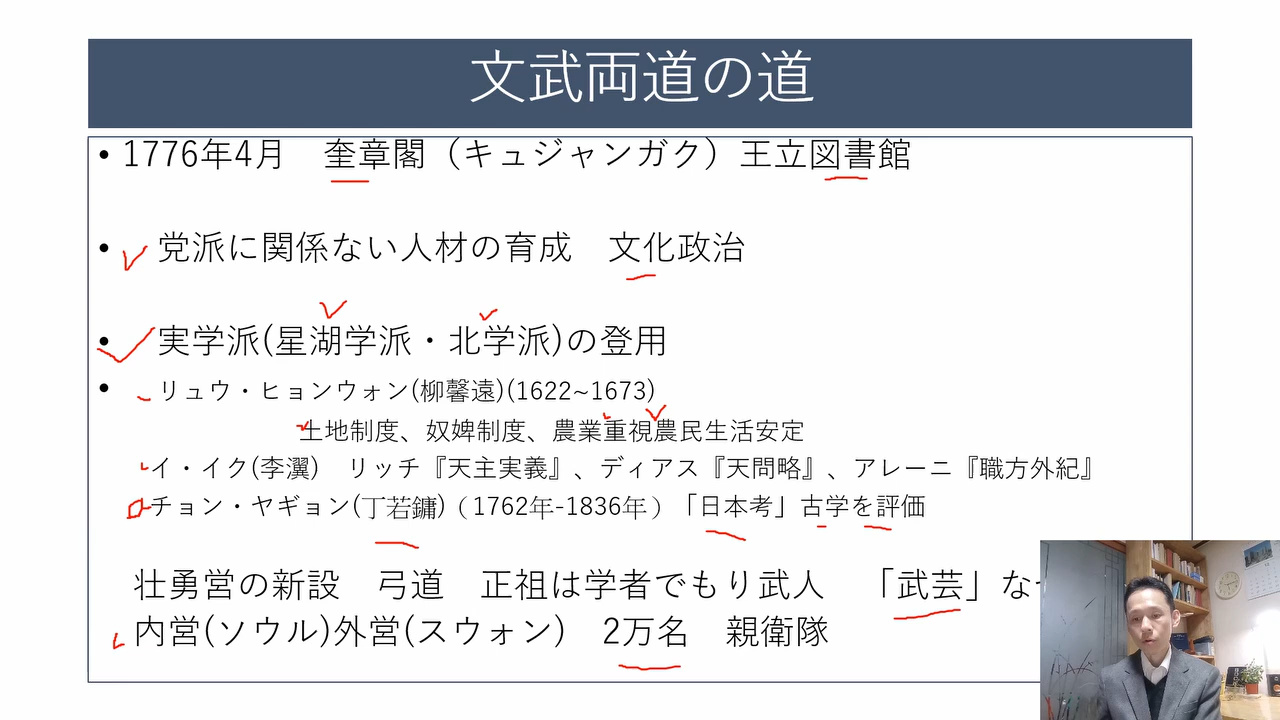 文武両道の道
• 1776年4月　奎章閣（キュジャンガク）王立図書館
• 党派に関係ない人材の育成　文化政治
• 実学派(星湖学派・北学派)の登用
• リュウ・ヒョンウォン(柳馨遠)(1622~1673)
土地制度、奴婢制度、農業重視農民生活安定
イ・イク(李瀷)　リッチ『天主実義』、ディアス『天問略』、アレーニ『職方外紀』
チョン・ヤギョン(丁若鏞)（1762年-1836年）「日本考」古学を評価
壮勇営の新設　弓道　正祖は学者でもり武人　「武芸」な
内営(ソウル)外営(スウォン)　2万名　親衛隊